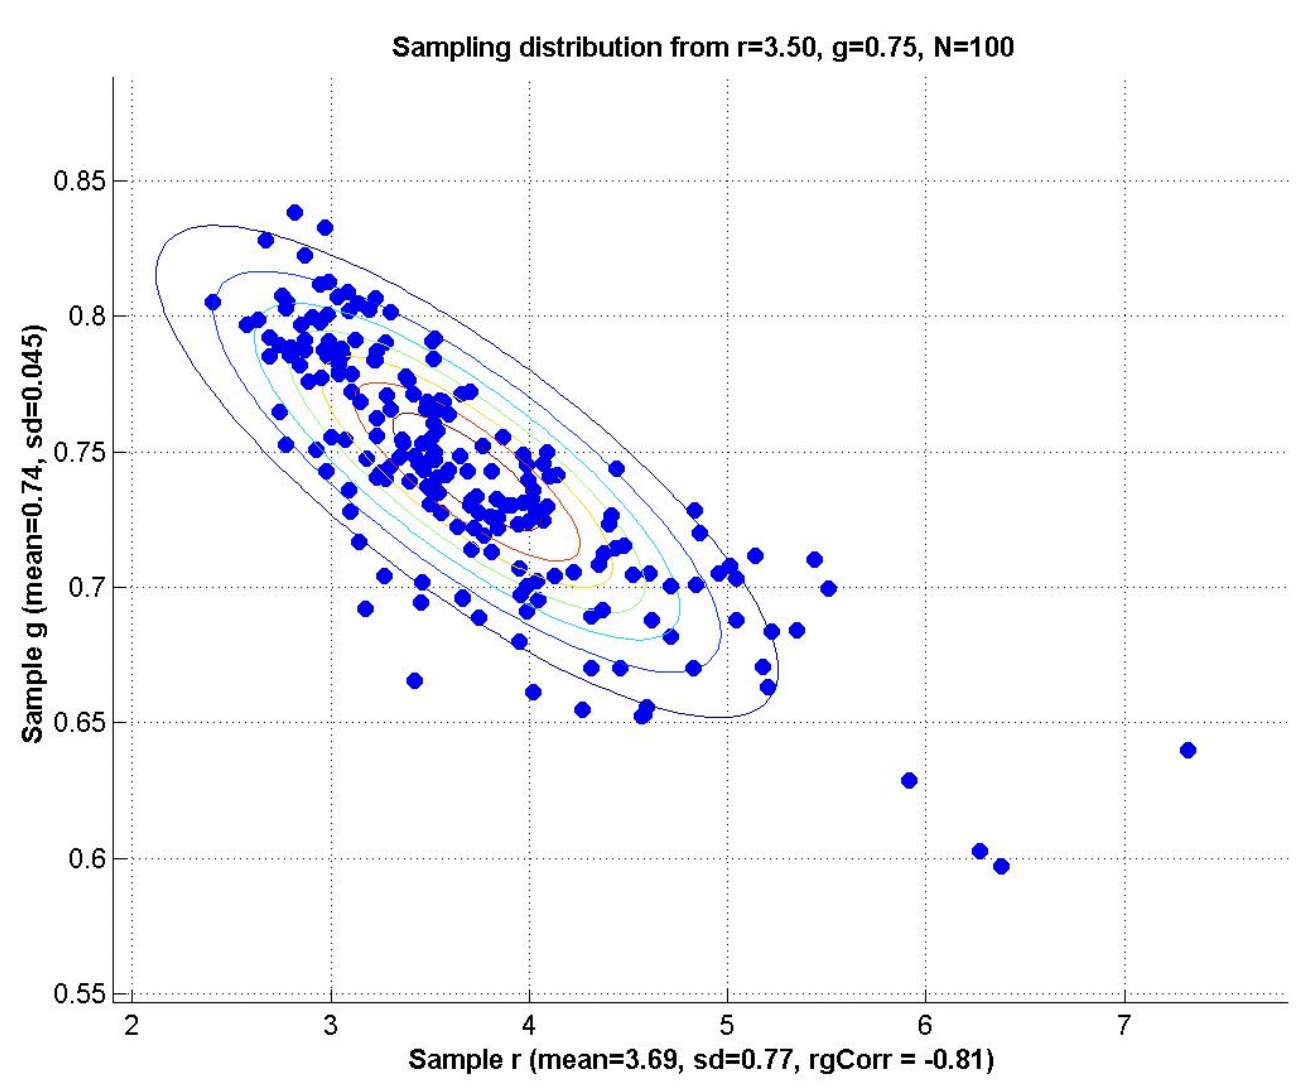 Sampling distribution from r=3.50, g=0.75, N=100
Sample g (mean=0.74, sd=0.045)
0.85
0.8
0.75
0.7
0.65
0.6
0.55
2 3 4 5 6 7
Sample r (mean=3.69, sd=0.77, rgCorr = -0.81)